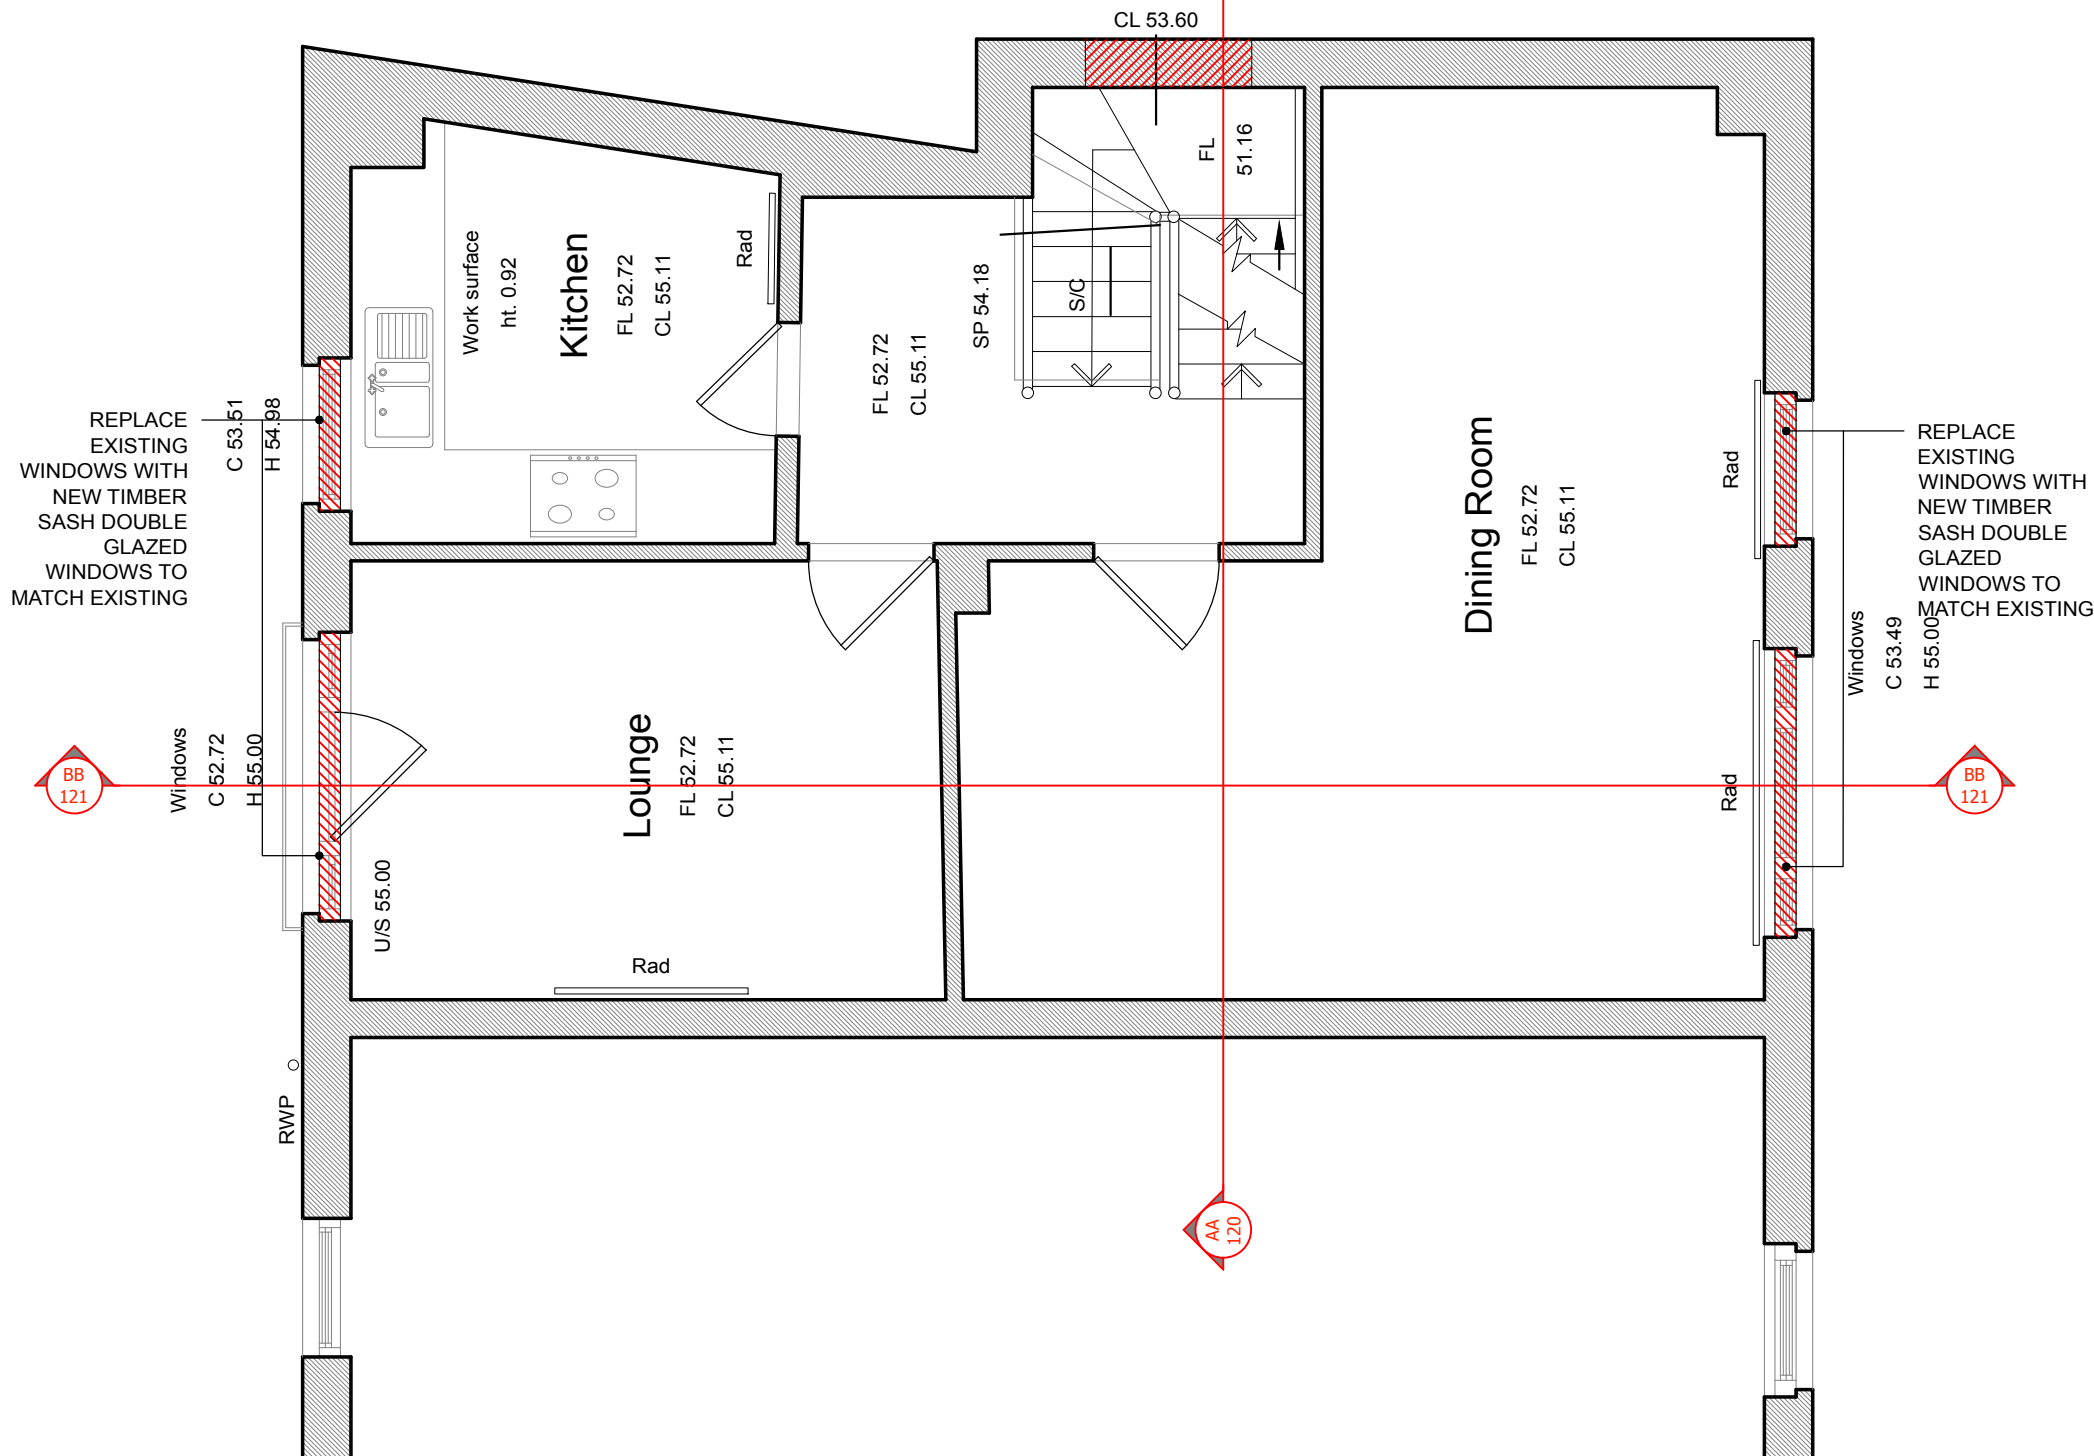 CL 53.60
FL
51.16
Work surface
ht. 0.92
Kitchen
FL 52.72
CL 55.11
Rad
FL 52.72
CL 55.11
SP 54.18
S/C
REPLACE
EXISTING
WINDOWS WITH
NEW TIMBER
SASH DOUBLE
GLAZED
WINDOWS TO
MATCH EXISTING
C 53.51
H 54.98
Dining Room
FL 52.72
CL 55.11
Rad
REPLACE
EXISTING
WINDOWS WITH
NEW TIMBER
SASH DOUBLE
GLAZED
WINDOWS TO
MATCH EXISTING
Windows
C 53.49
H 55.00
BB
121
Windows
C 52.72
H 55.00
Lounge
FL 52.72
CL 55.11
Rad
BB
121
U/S 55.00
Rad
RWP
AA
120